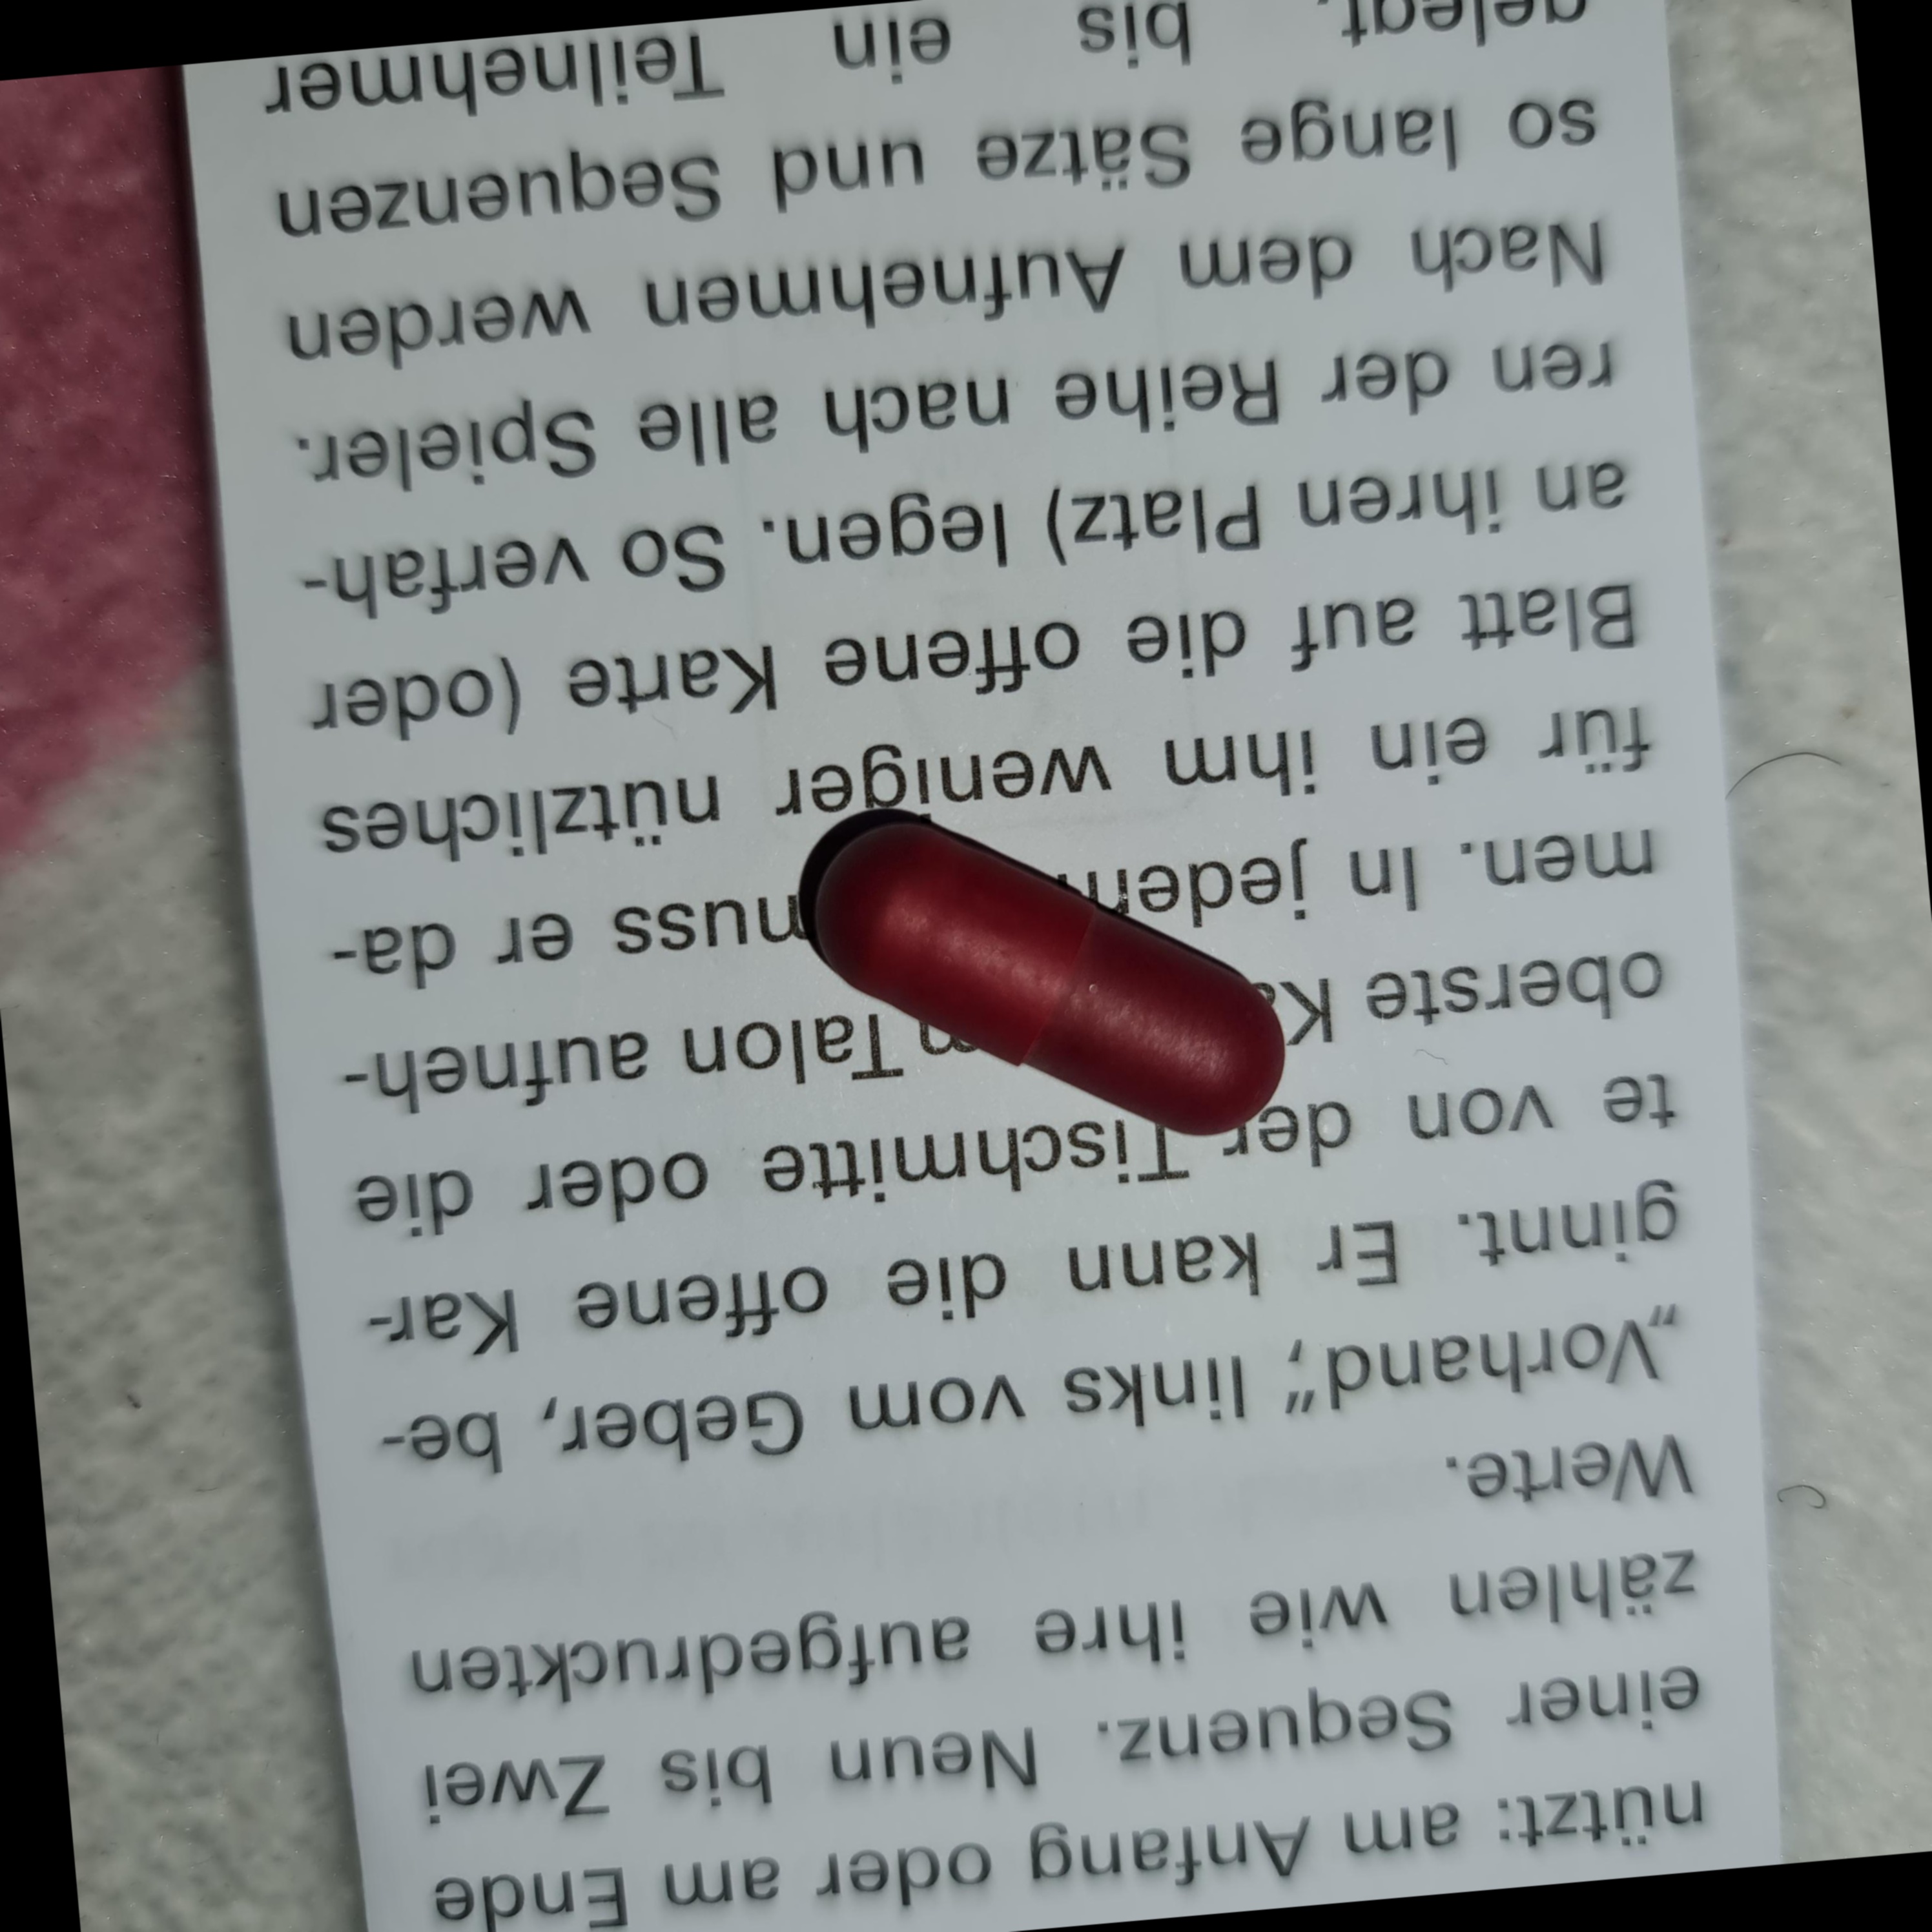 nützt: am Anfang oder am Ende
einer Sequenz. Neun bis Zwei
zählen wie ihre aufgedruckten
Werte.
„Vorhand“, links vom Geber, be-
ginnt. Er kann die offene Kar-
te von der Tischmitte oder die
oberste Talon aufneh-
men. In jedem muss er da-
für ein ihm weniger nützliches
Blatt auf die offene Karte (oder
an ihren Platz) legen. So verfah-
ren der Reihe nach alle Spieler.
Nach dem Aufnehmen werden
so lange Sätze und Sequenzen
gelegt, bis ein Teilnehmer